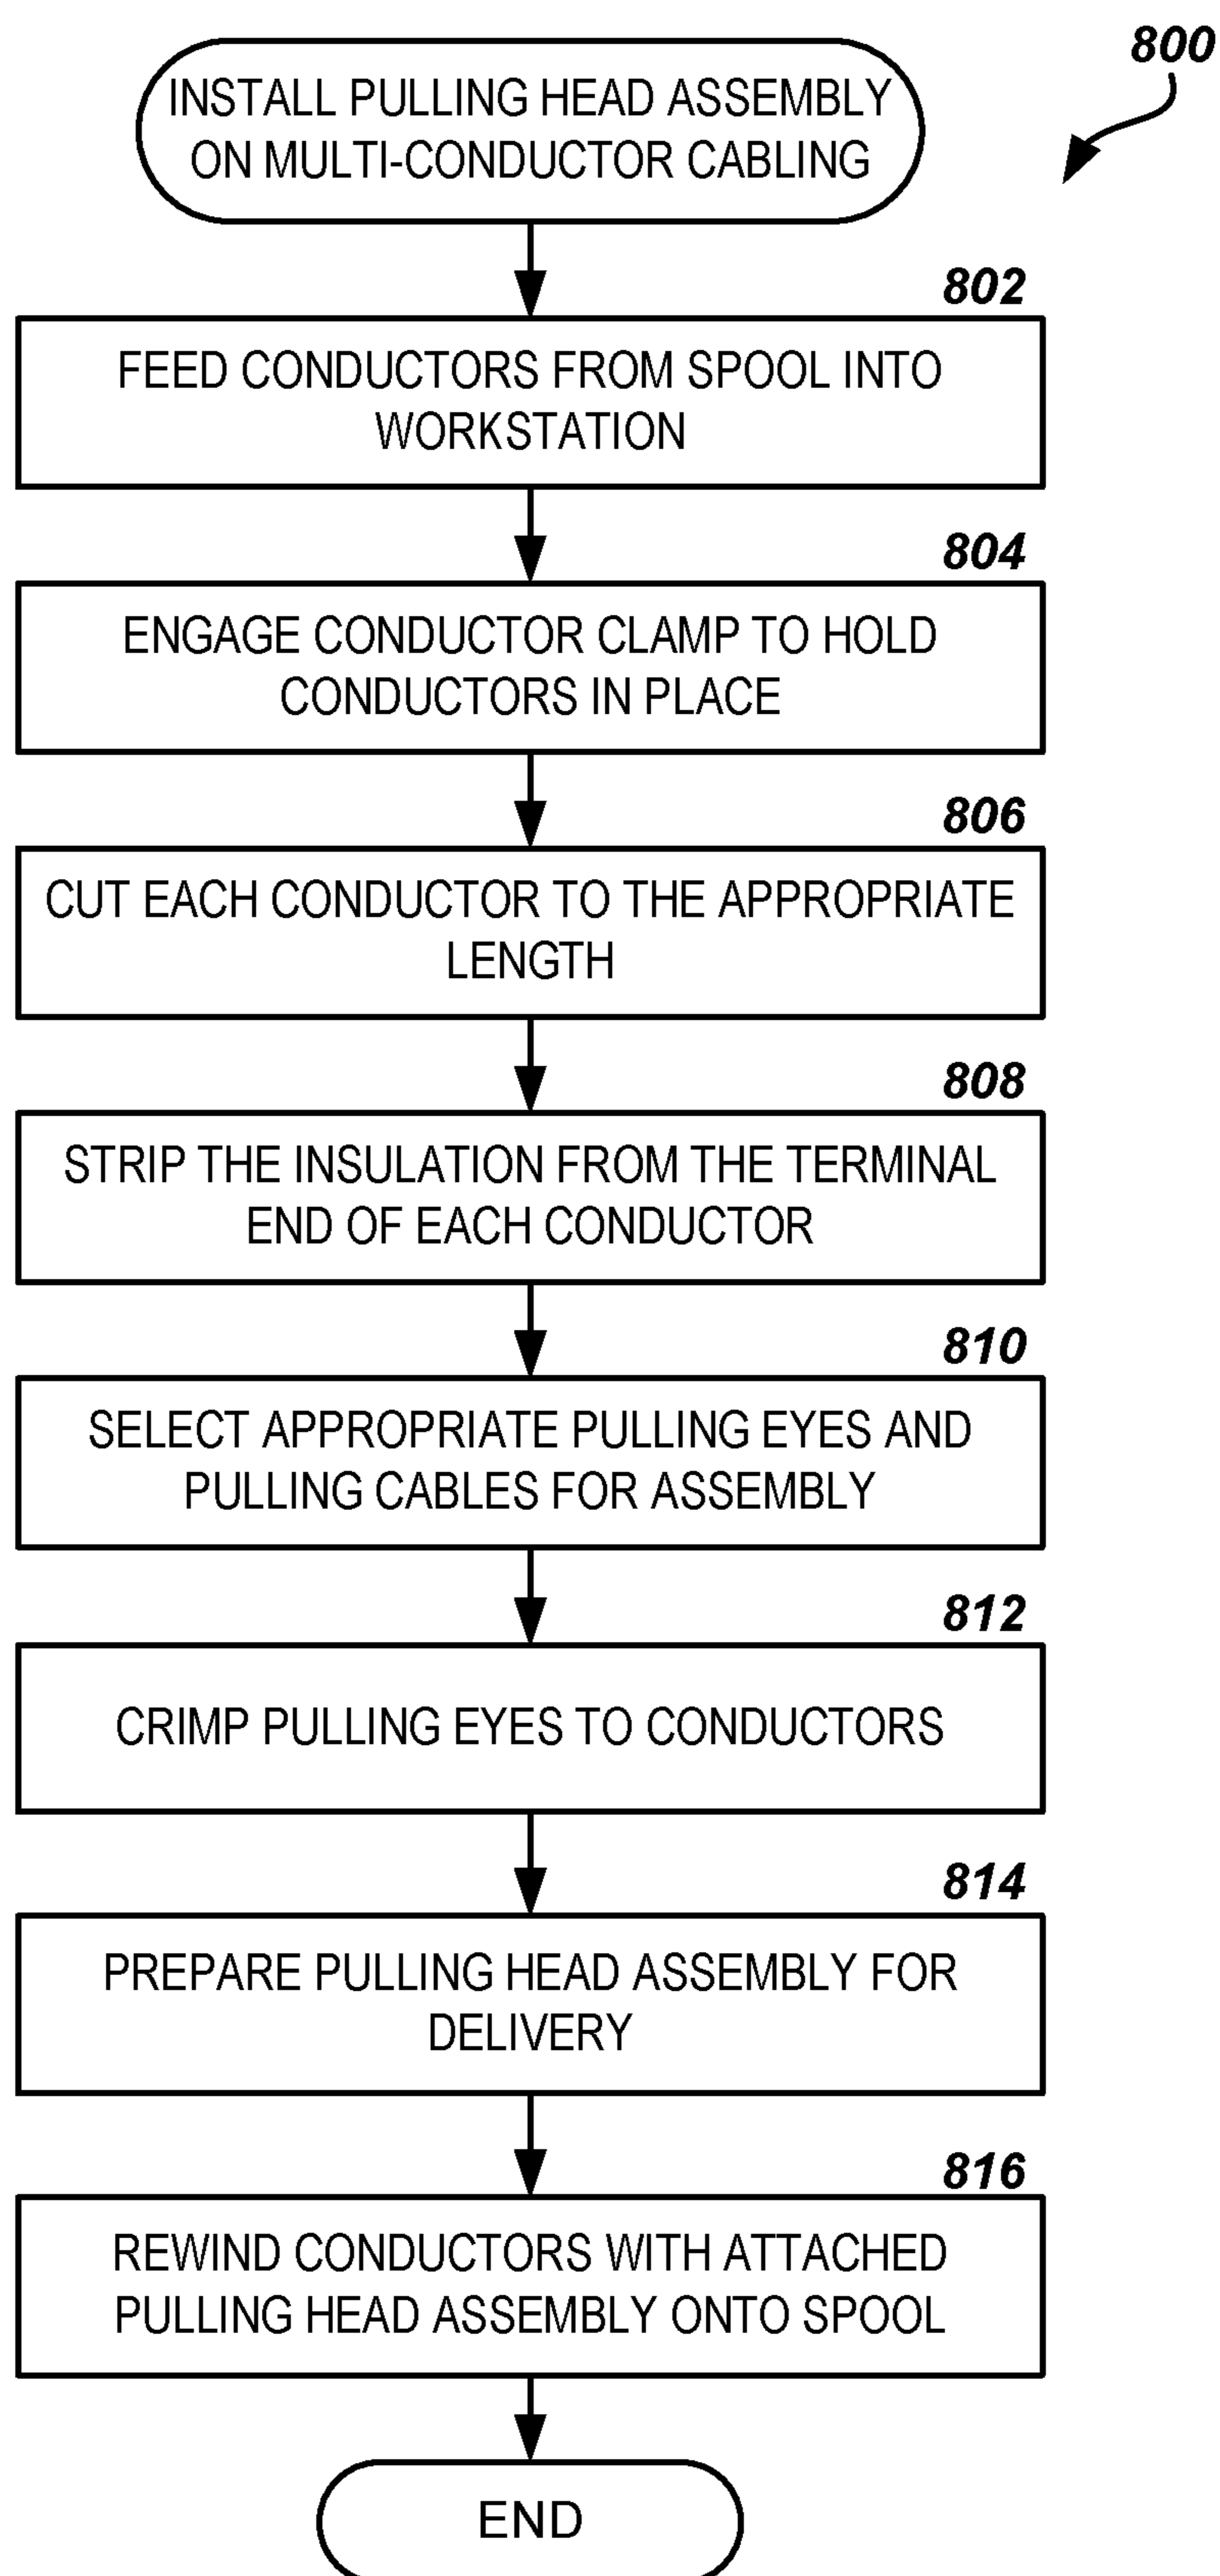 800
INSTALL PULLING HEAD ASSEMBLY
ON MULTI-CONDUCTOR CABLING
802
FEED CONDUCTORS FROM SPOOL INTO
WORKSTATION
804
ENGAGE CONDUCTOR CLAMP TO HOLD
CONDUCTORS IN PLACE
806
CUT EACH CONDUCTOR TO THE APPROPRIATE
LENGTH
808
STRIP THE INSULATION FROM THE TERMINAL
END OF EACH CONDUCTOR
810
SELECT APPROPRIATE PULLING EYES AND
PULLING CABLES FOR ASSEMBLY
812
CRIMP PULLING EYES TO CONDUCTORS
814
PREPARE PULLING HEAD ASSEMBLY FOR
DELIVERY
816
REWIND CONDUCTORS WITH ATTACHED
PULLING HEAD ASSEMBLY ONTO SPOOL
END